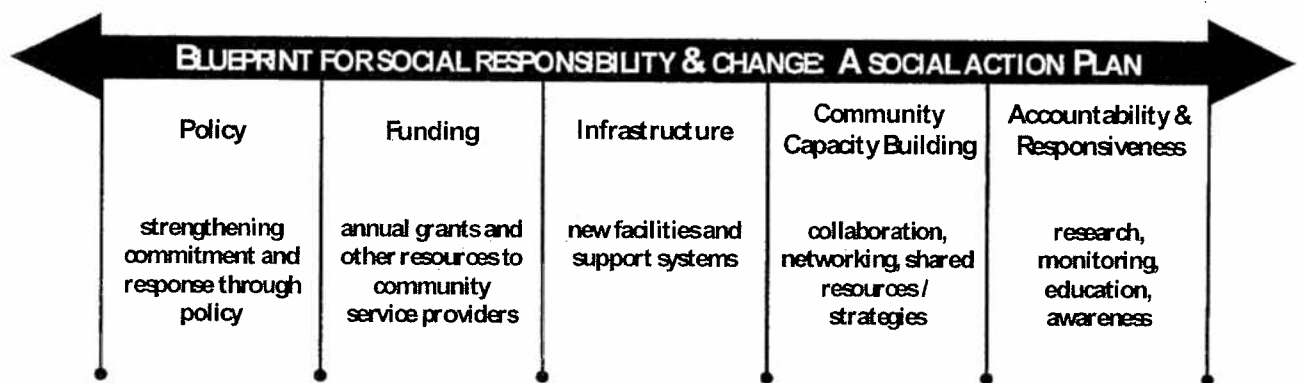 BLUEPRINT FOR SOCIAL RESPONSIBILITY & CHANGE: A SOCIAL ACTION PLAN
Policy
strengthening
commitment and
response through
policy
Funding
annual grants and
other resources to
community
service providers
Infrastructure
new facilities and
support systems
Community
Capacity Building
collaboration,
networking, shared
resources /
strategies
Accountability &
Responsiveness
research,
monitoring,
education,
awareness